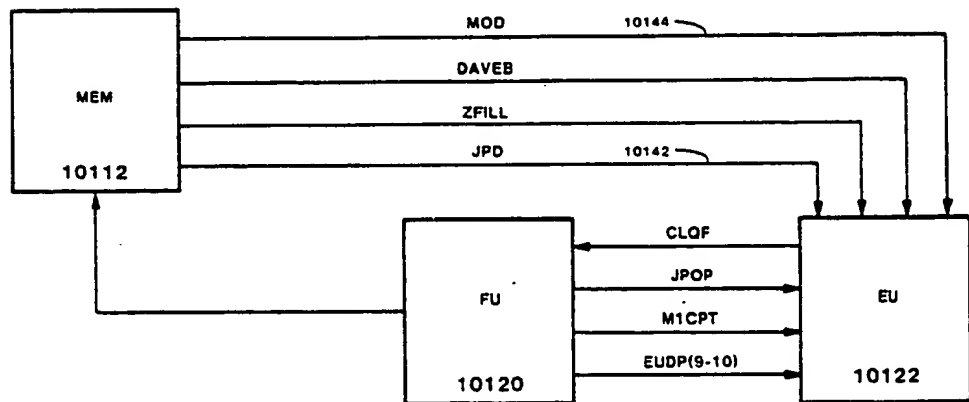 MOD 10144
DAVEB
MEM
ZFILL
JPD 10142
10112
CLQF
JPOP
FU
EU
M1CPT
EUDP(9-10)
10120
10122